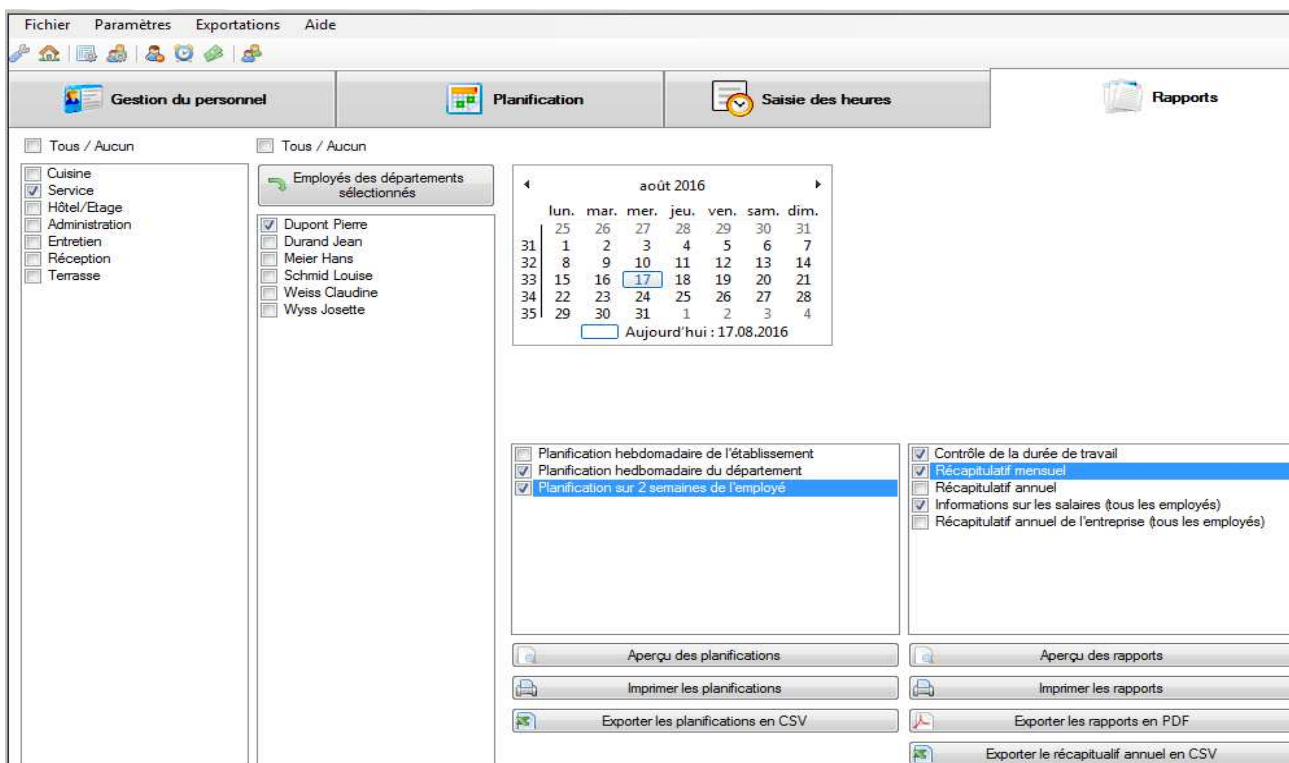 Fichier Paramètres Exportations Aide
Gestion du personnel Planification Saisie des heures Rapports
Tous / Aucun
Cuisine
Service
Hôtel/Etage
Administration
Entretien
Réception
Terrasse
Tous / Aucun
Employés des départements
sélectionnés
Dupont Pierre
Durand Jean
Meier Hans
Schmid Louise
Weiss Claudine
Wyss Josette
août 2016
lun. mar. mer. jeu. ven. sam. dim.
25 26 27 28 29 30 31
31 1 2 3 4 5 6 7
32 8 9 10 11 12 13 14
33 15 16 17 18 19 20 21
34 22 23 24 25 26 27 28
35 29 30 31 1 2 3 4
Aujourd'hui : 17.08.2016
Planification hebdomadaire de l'établissement
Planification hedbomadaire du département
Planification sur 2 semaines de l'employé
Contrôle de la durée de travail
Récapitulatif mensuel
Récapitulatif annuel
Informations sur les salaires (tous les employés)
Récapitulatif annuel de l'entreprise (tous les employés)
Aperçu des planifications
Imprimer les planifications
Exporter les planifications en CSV
Aperçu des rapports
Imprimer les rapports
Exporter les rapports en PDF
Exporter le récapitualif annuel en CSV